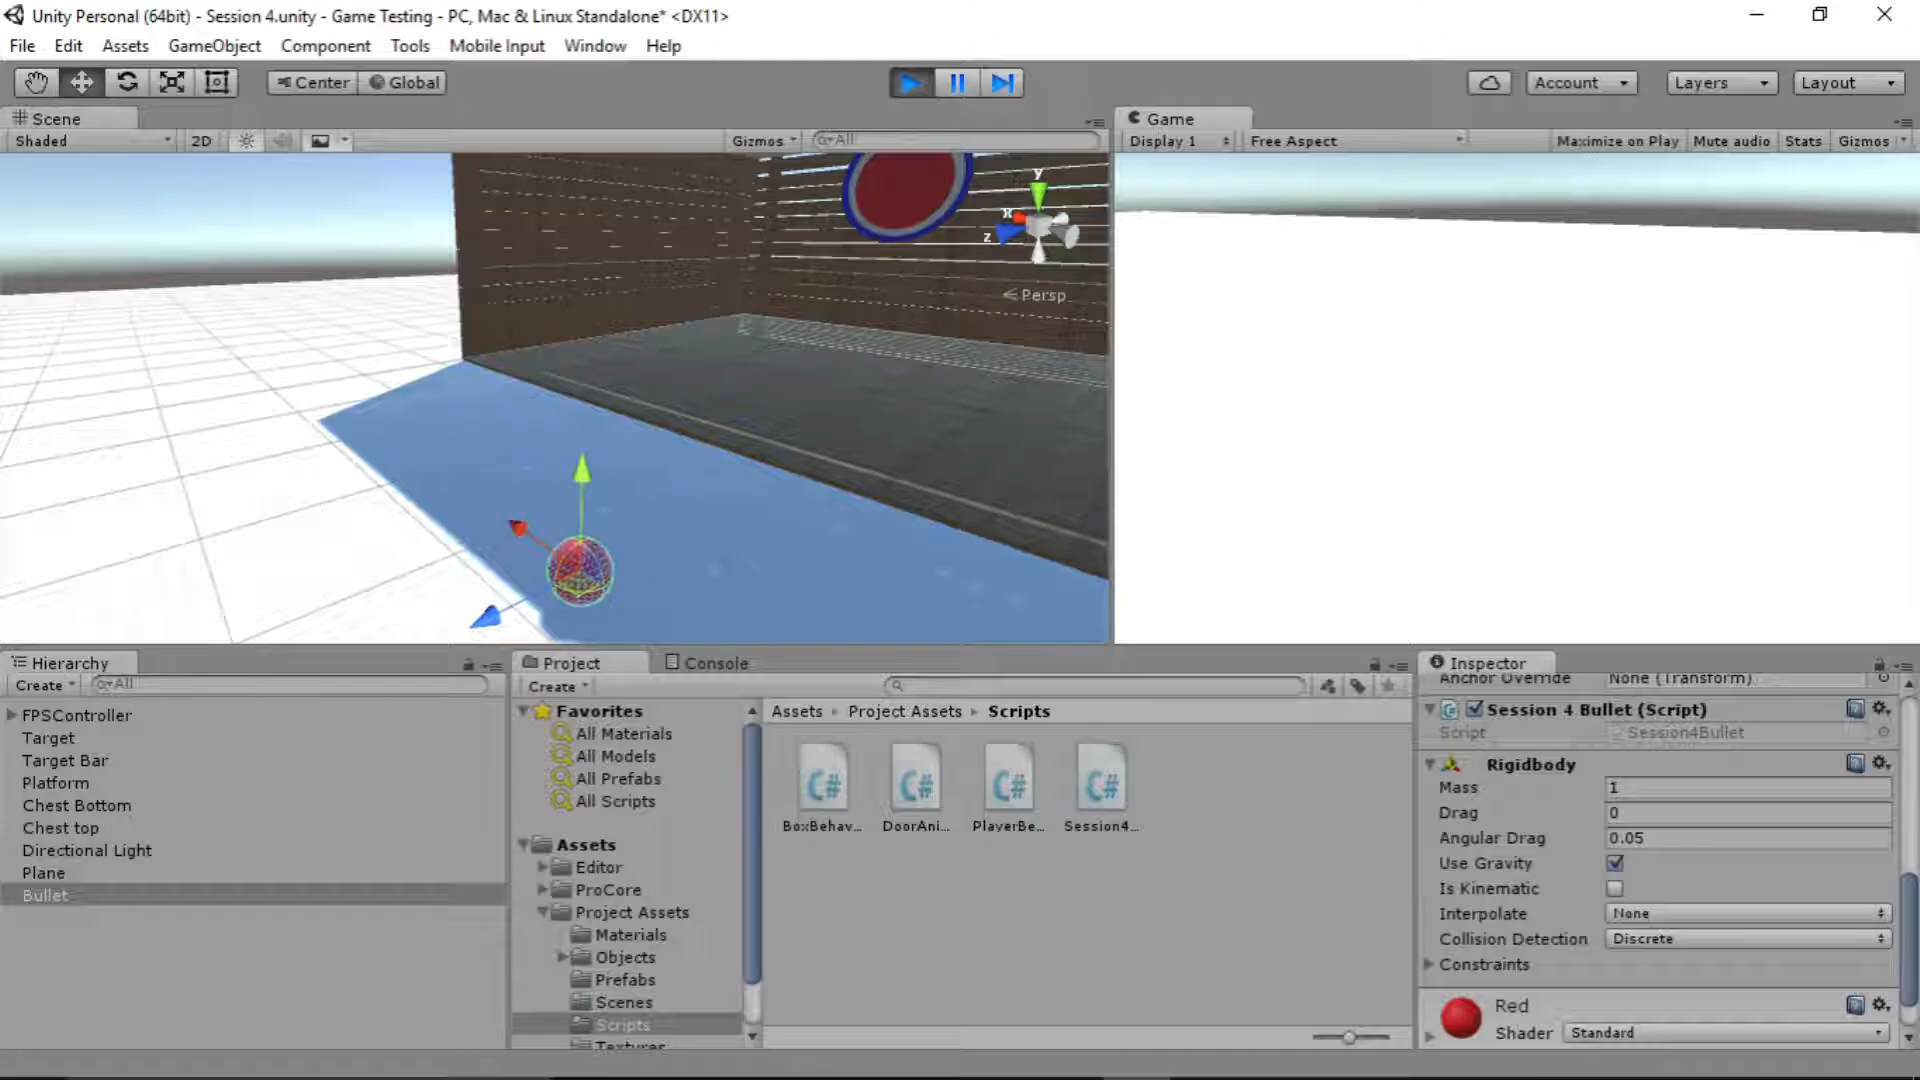 Unity Personal (64bit) - Session 4.unity - Game Testing - PC, Mac & Linux Standalone* <DX11>
File Edit Assets GameObject Component Tools Mobile Input Window Help
Center Global Account Layers Layout
Scene
Shaded 2D Gizmos All
Game
Display 1 Free Aspect Maximize on Play Mute audio Stats Gizmos
y
x
z
Persp
Hierarchy
Create All
FPSController
Target
Target Bar
Platform
Chest Bottom
Chest top
Directional Light
Plane
Bullet
Project Console
Create
Favorites
All Materials
All Models
All Prefabs
All Scripts
Assets
Editor
ProCore
Project Assets
Materials
Objects
Prefabs
Scenes
Scripts
Textures
Assets Project Assets Scripts
C# C# C# C#
BoxBehav... DoorAni... PlayerBe... Session4...
Inspector
Anchor Override None (Transform)
Session 4 Bullet (Script)
Script Session4Bullet
Rigidbody
Mass 1
Drag 0
Angular Drag 0.05
Use Gravity
Is Kinematic
Interpolate None
Collision Detection Discrete
Constraints
Red
Shader Standard